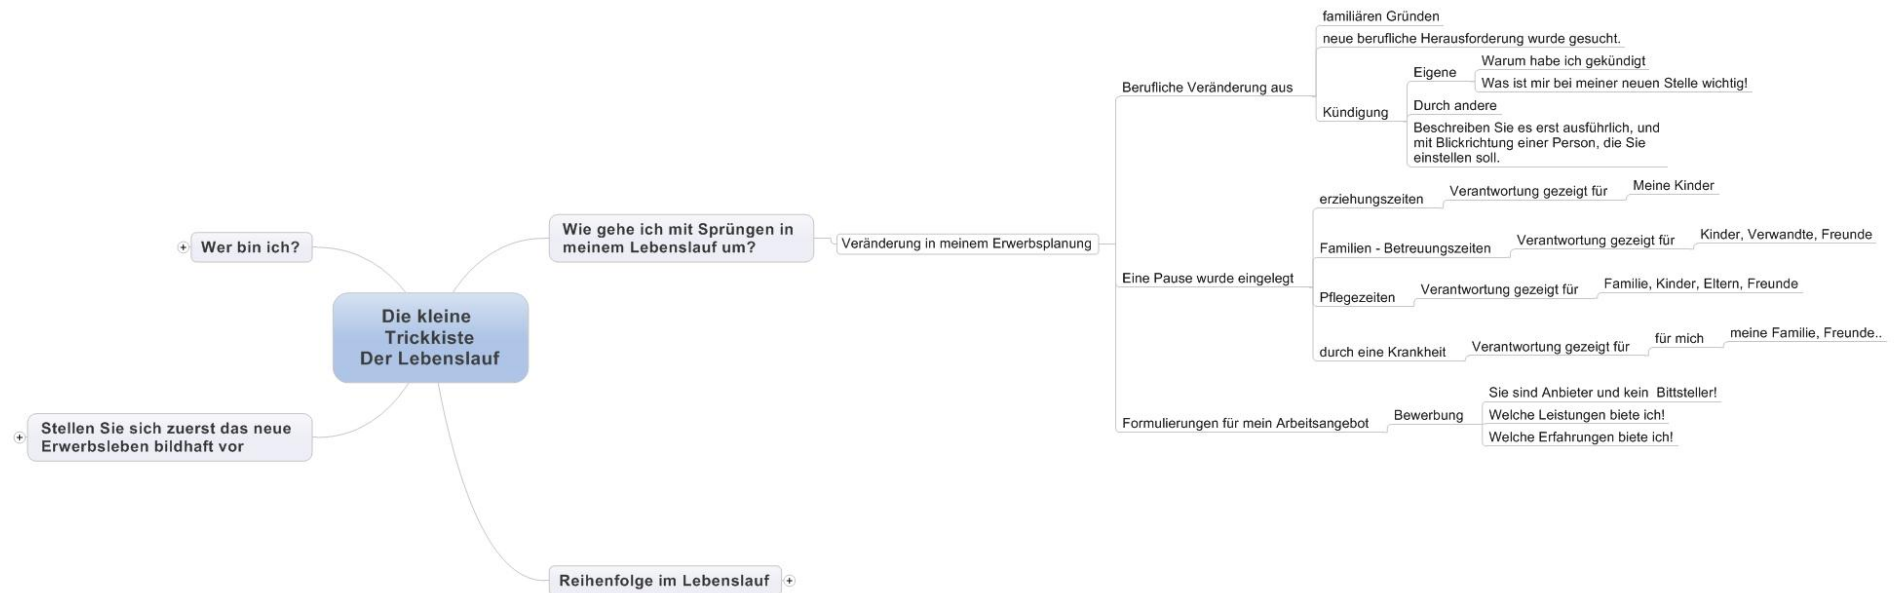 Die kleine
Trickkiste
Der Lebenslauf
Wer bin ich?
Stellen Sie sich zuerst das neue
Erwerbsleben bildhaft vor
Wie gehe ich mit Sprüngen in
meinem Lebenslauf um?
Veränderung in meinem Erwerbsplanung
Berufliche Veränderung aus
familiären Gründen
neue berufliche Herausforderung wurde gesucht.
Kündigung
Eigene
Warum habe ich gekündigt
Was ist mir bei meiner neuen Stelle wichtig!
Durch andere
Beschreiben Sie es erst ausführlich, und
mit Blickrichtung einer Person, die Sie
einstellen soll.
Eine Pause wurde eingelegt
erziehungszeiten
Verantwortung gezeigt für
Meine Kinder
Familien - Betreuungszeiten
Verantwortung gezeigt für
Kinder, Verwandte, Freunde
Pflegezeiten
Verantwortung gezeigt für
Familie, Kinder, Eltern, Freunde
durch eine Krankheit
Verantwortung gezeigt für
für mich
meine Familie, Freunde..
Formulierungen für mein Arbeitsangebot
Bewerbung
Sie sind Anbieter und kein  Bittsteller!
Welche Leistungen biete ich!
Welche Erfahrungen biete ich!
Reihenfolge im Lebenslauf